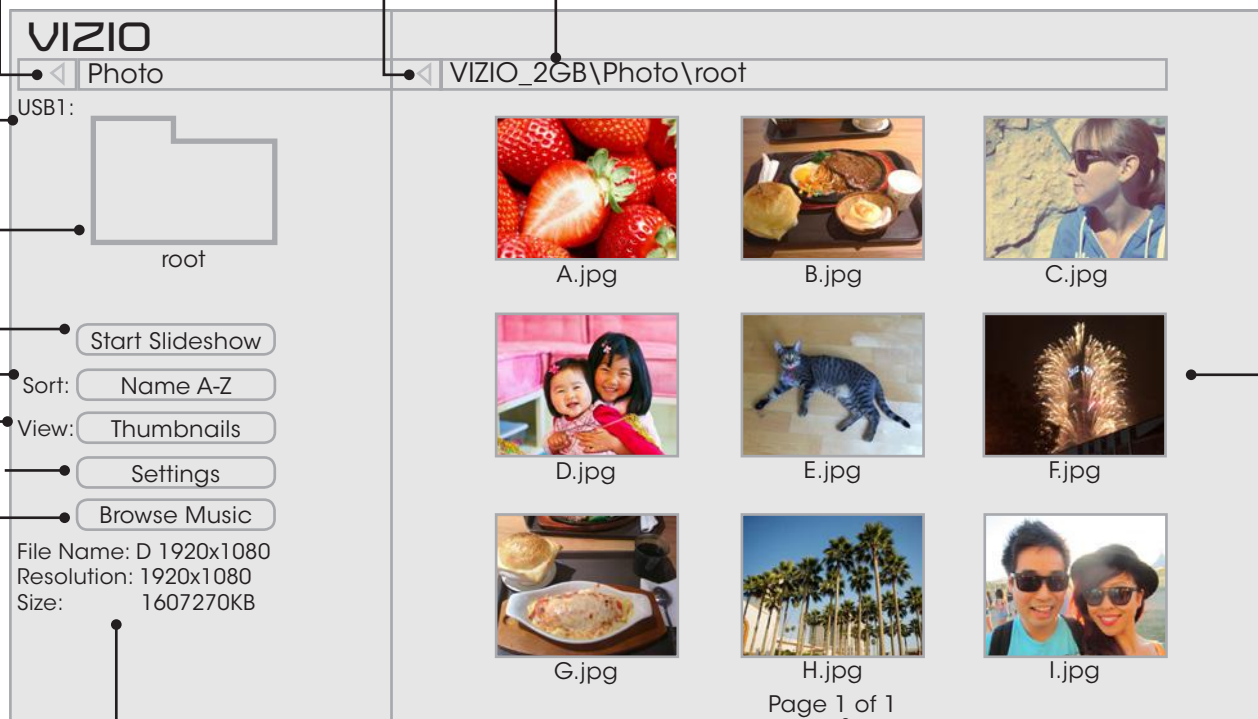 VIZIO
Photo
USB1:
root
Start Slideshow
Sort: Name A-Z
View: Thumbnails
Settings
Browse Music
File Name: D 1920x1080
Resolution: 1920x1080
Size: 1607270KB
VIZIO_2GB\Photo\root
A.jpg B.jpg C.jpg
D.jpg E.jpg F.jpg
G.jpg H.jpg I.jpg
Page 1 of 1